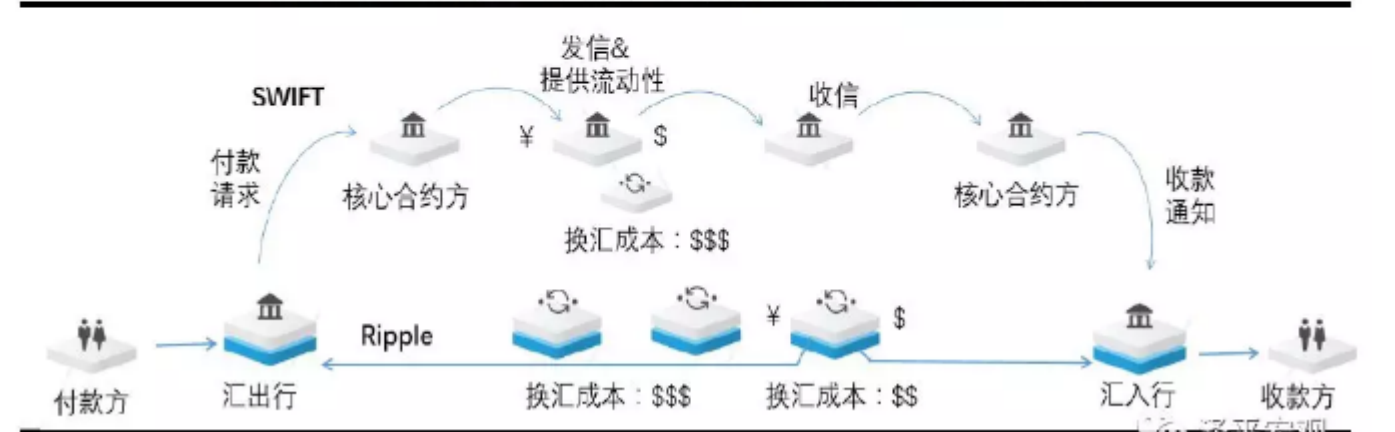 发信&
提供流动性
SWIFT
收信
¥
$
付款
请求
核心合约方
核心合约方
收款
通知
换汇成本：$$$
Ripple
¥
$
付款方
汇出行
换汇成本：$$$
换汇成本：$$
汇入行
收款方